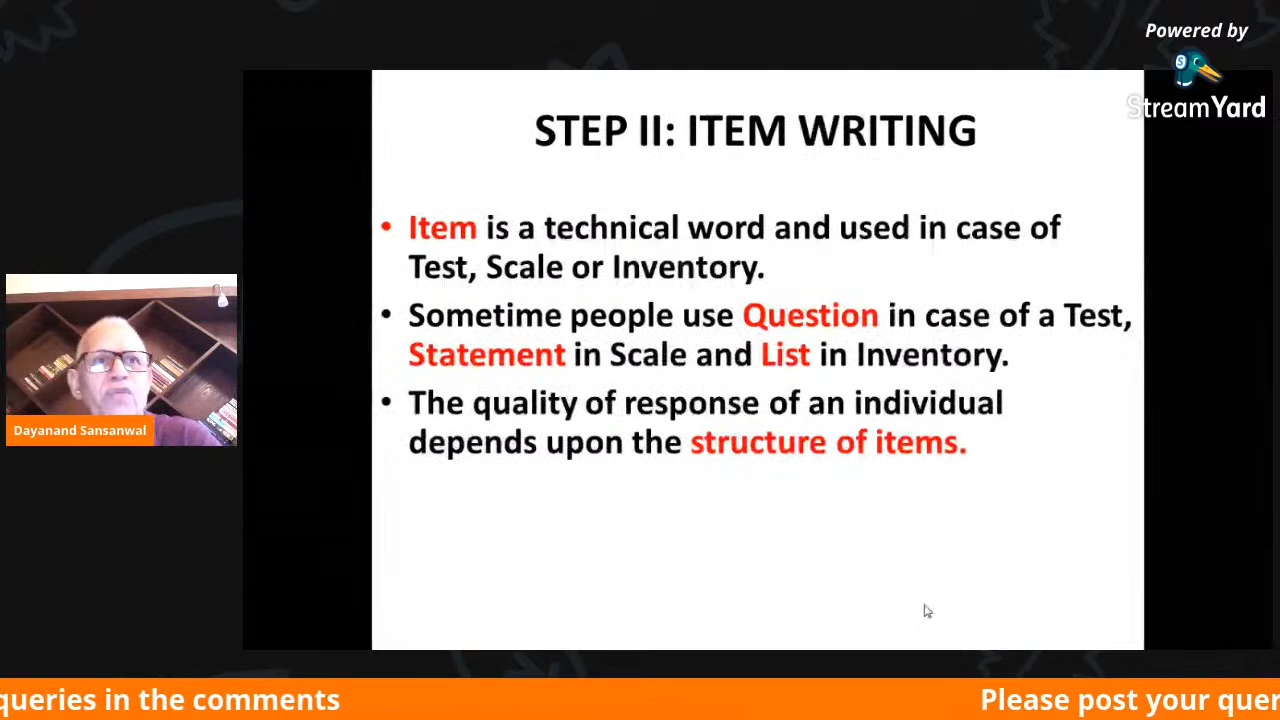 Powered by
StreamYard
STEP II: ITEM WRITING
• Item is a technical word and used in case of
Test, Scale or Inventory.
• Sometime people use Question in case of a Test,
Statement in Scale and List in Inventory.
• The quality of response of an individual
depends upon the structure of items.
Dayanand Sansanwal
queries in the comments
Please post your quer